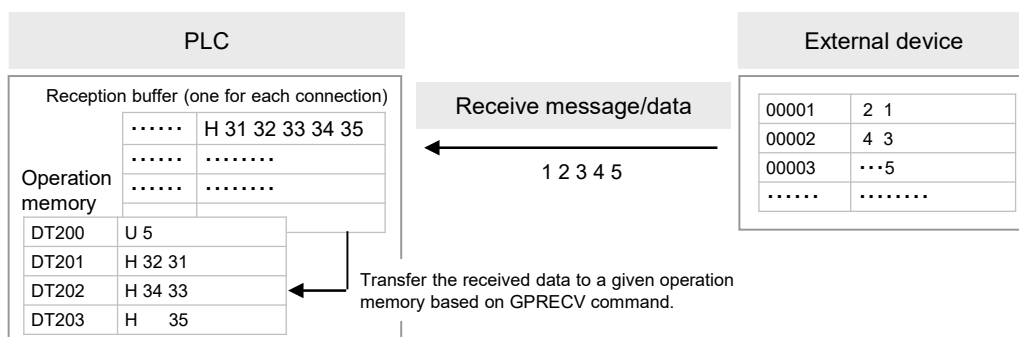 PLC
External device
Reception buffer (one for each connection)
······ H 31 32 33 34 35
······ ········
······ ········
Operation
memory
DT200 U 5
DT201 H 32 31
DT202 H 34 33
DT203 H 35
Receive message/data
1 2 3 4 5
Transfer the received data to a given operation
memory based on GPRECV command.
00001 2 1
00002 4 3
00003 ···5
······ ········